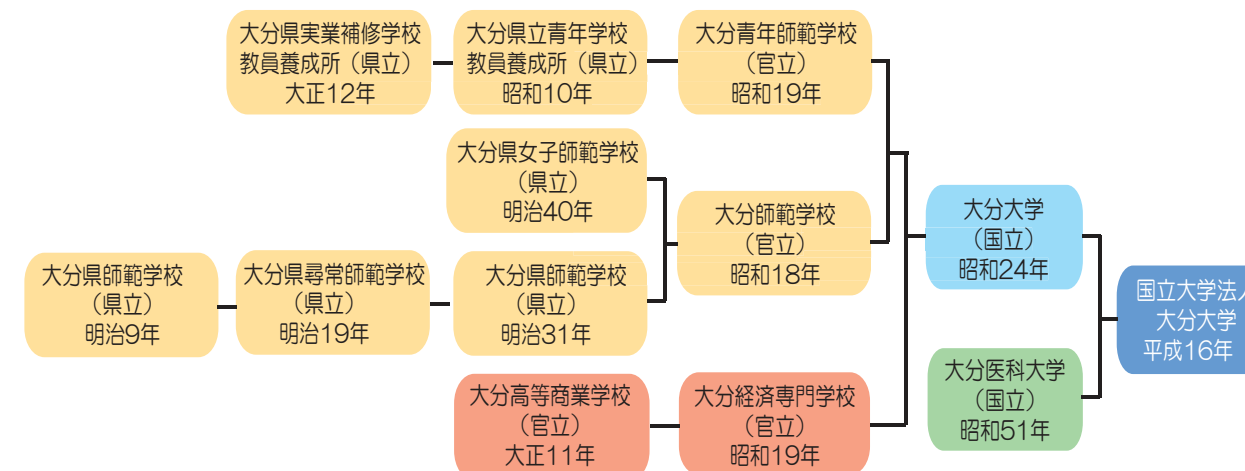 大分県実業補修学校
教員養成所（県立）
大正12年
大分県立青年学校
教員養成所（県立）
昭和10年
大分青年師範学校
（官立）
昭和19年
大分県女子師範学校
（県立）
明治40年
大分師範学校
（官立）
昭和18年
大分県師範学校
（県立）
明治9年
大分県尋常師範学校
（県立）
明治19年
大分県師範学校
（県立）
明治31年
大分高等商業学校
（官立）
大正11年
大分経済専門学校
（官立）
昭和19年
大分大学
（国立）
昭和24年
大分医科大学
（国立）
昭和51年
国立大学法人
大分大学
平成16年